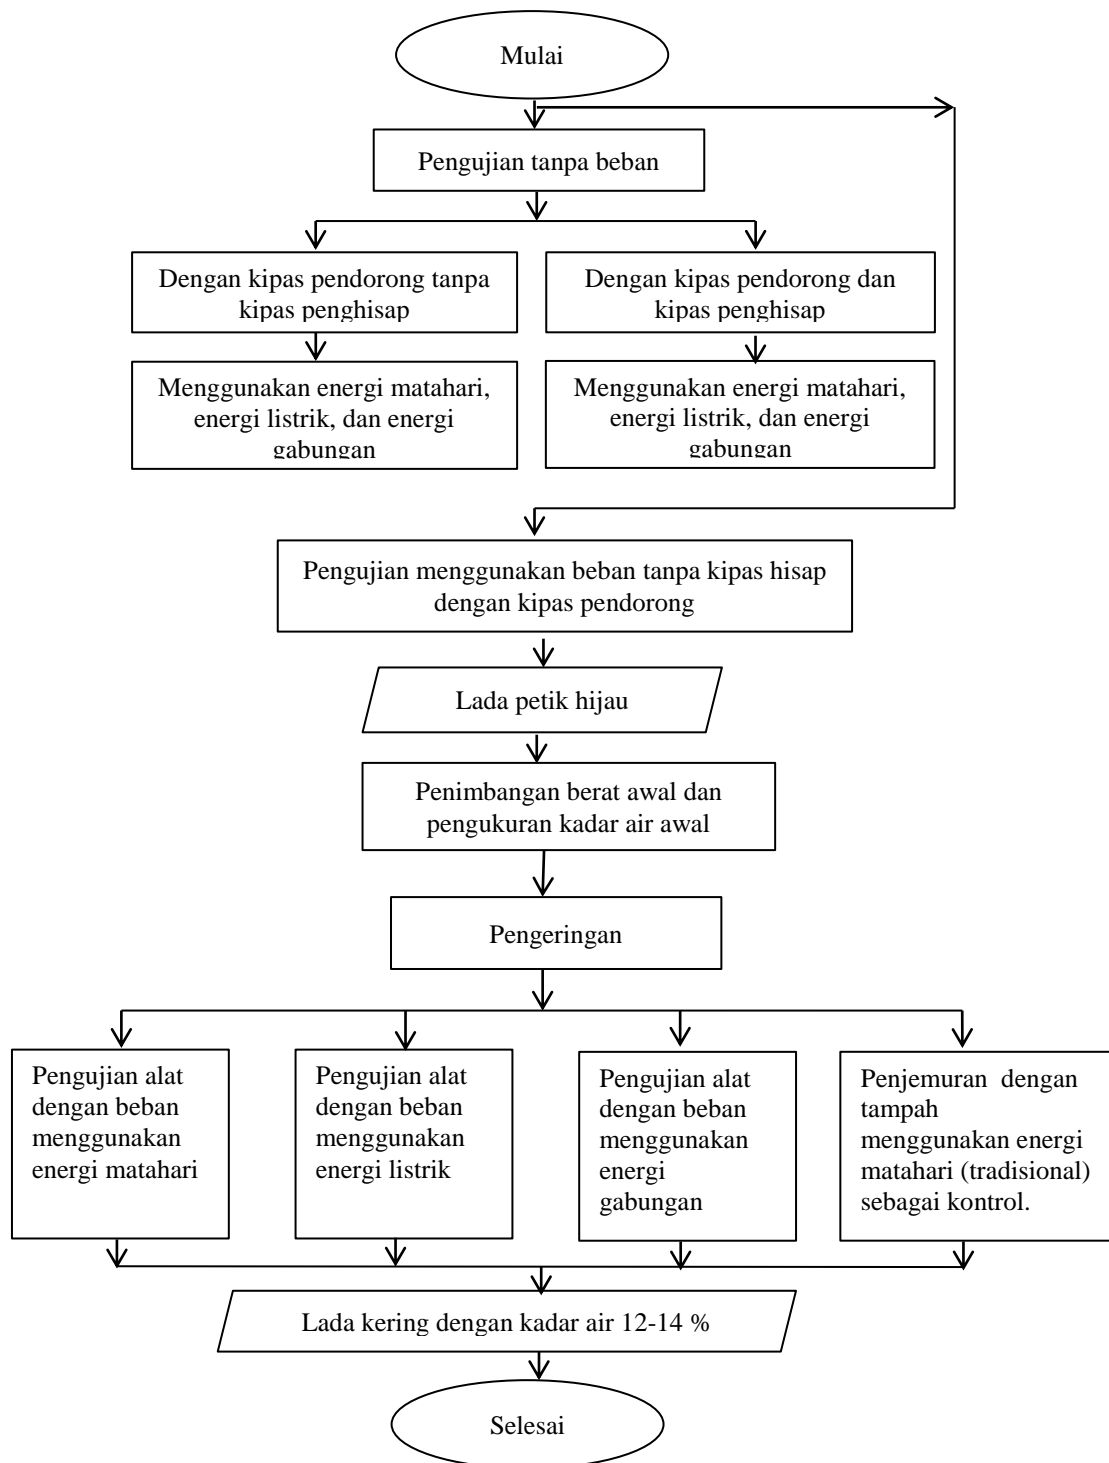 Mulai
Pengujian tanpa beban
Dengan kipas pendorong tanpa
kipas penghisap
Dengan kipas pendorong dan
kipas penghisap
Menggunakan energi matahari,
energi listrik, dan energi
gabungan
Menggunakan energi matahari,
energi listrik, dan energi
gabungan
Pengujian menggunakan beban tanpa kipas hisap
dengan kipas pendorong
Lada petik hijau
Penimbangan berat awal dan
pengukuran kadar air awal
Pengeringan
Pengujian alat
dengan beban
menggunakan
energi matahari
Pengujian alat
dengan beban
menggunakan
energi listrik
Pengujian alat
dengan beban
menggunakan
energi
gabungan
Penjemuran dengan
tampah
menggunakan energi
matahari (tradisional)
sebagai kontrol.
Lada kering dengan kadar air 12-14 %
Selesai